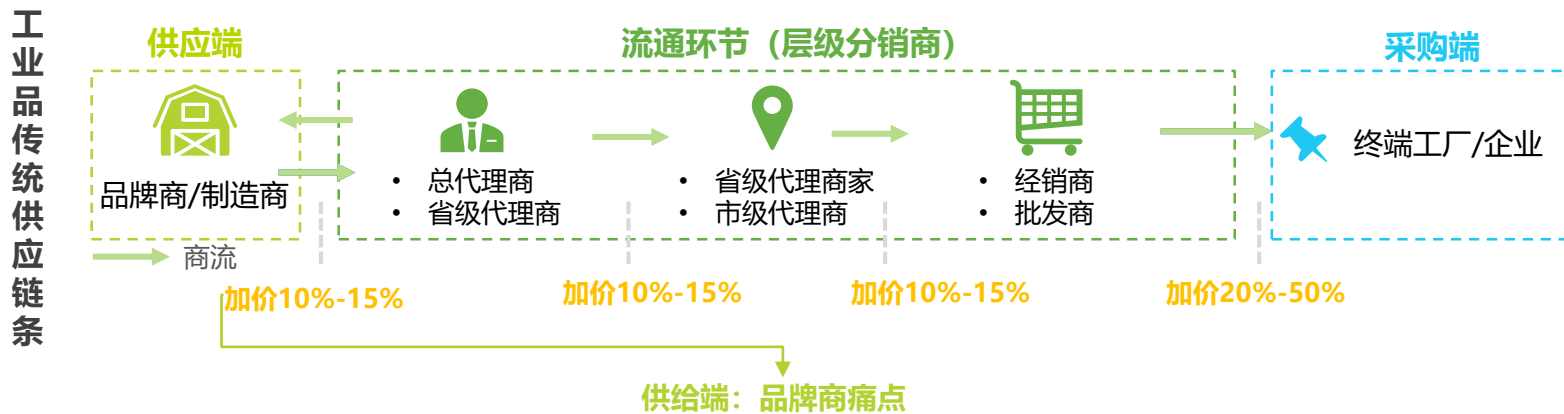 工业品传统供应链条
供应端
流通环节（层级分销商）
采购端
品牌商/制造商
• 总代理商
• 省级代理商
• 省级代理商家
• 市级代理商
• 经销商
• 批发商
终端工厂/企业
商流
加价10%-15%
加价10%-15%
加价10%-15%
加价20%-50%
供给端：品牌商痛点